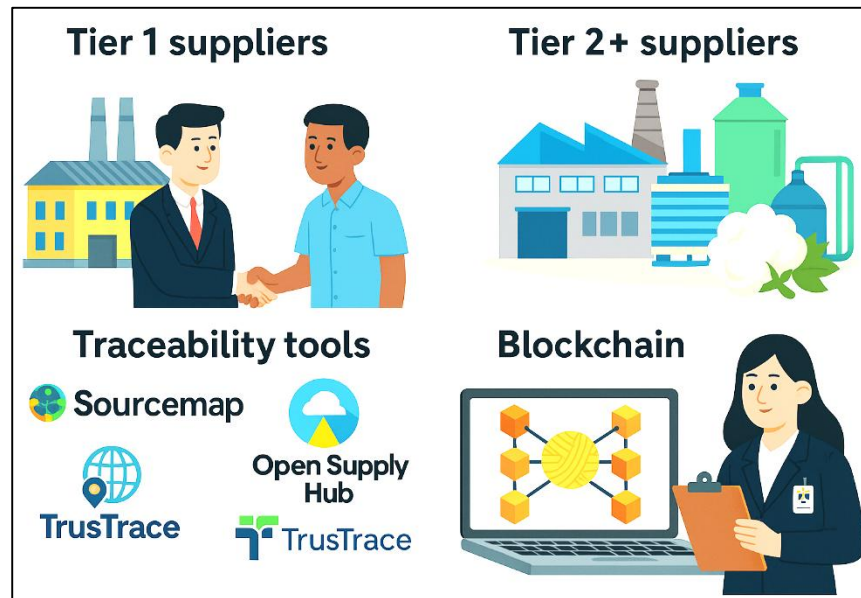 Tier 1 suppliers
Tier 2+ suppliers
Traceability tools
Sourcemap
Open Supply
Hub
TrusTrace
TrusTrace
Blockchain